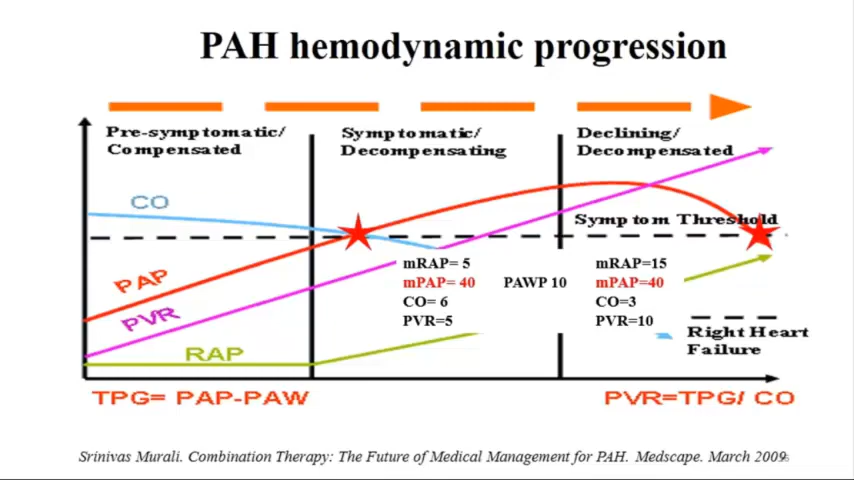 PAH hemodynamic progression
Pre-symptomatic/
Compensated
Symptomatic/
Decompensating
Declining/
Decompensated
CO
Symptom Threshold
PAP
PVR
RAP
mRAP= 5
mPAP= 40
CO= 6
PVR=5
PAWP 10
mRAP=15
mPAP=40
CO=3
PVR=10
Right Heart
Failure
TPG= PAP-PAW
PVR=TPG/ CO
Srinivas Murali. Combination Therapy: The Future of Medical Management for PAH. Medscape. March 2009